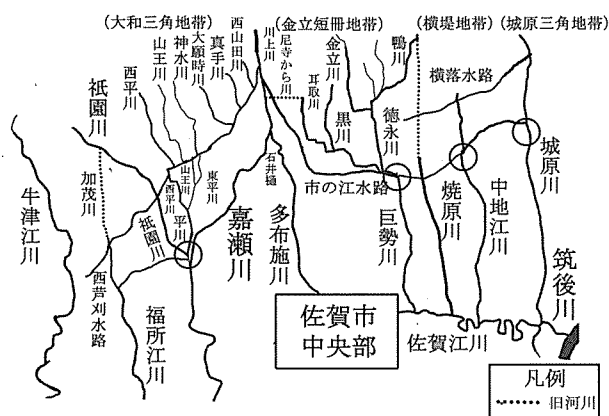 (大和三角地帯)
(金立短冊地帯)
(横堤地帯)
(城原三角地帯)
西平川
山王川
神水川
大願時川
真手川
西山田川
川上川
尼寺から川
耳取川
金立川
黒川
鴨川
徳永川
横落水路
城原川
祇園川
加茂川
牛津江川
山王川
西平川
東平川
平川
祇園川
石井樋
嘉瀬川
多布施川
市の江水路
巨勢川
焼原川
中地江川
筑後川
西芦刈水路
福所江川
佐賀市
中央部
佐賀江川
凡例
旧河川